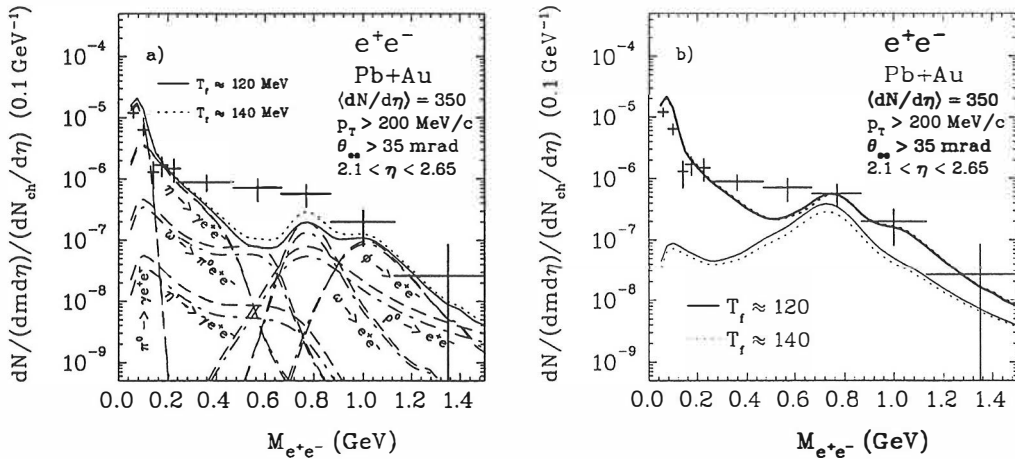 a)
e⁺e⁻
Pb+Au
⟨dN/dη⟩ = 350
p_T > 200 MeV/c
θ_ee > 35 mrad
2.1 < η < 2.65
T_f ≈ 120 MeV
T_f ≈ 140 MeV
dN/(dmdη)/(dN_ch/dη) (0.1 GeV⁻¹)
10⁻⁴
10⁻⁵
10⁻⁶
10⁻⁷
10⁻⁸
10⁻⁹
π⁰ -> γe⁺e⁻
η -> γe⁺e⁻
ω -> π⁰e⁺e⁻
γe⁺e⁻
ω -> e⁺e⁻
ρ⁰ -> e⁺e⁻
e⁺e⁻
0.0 0.2 0.4 0.6 0.8 1.0 1.2 1.4
M_e⁺e⁻ (GeV)
b)
e⁺e⁻
Pb+Au
⟨dN/dη⟩ = 350
p_T > 200 MeV/c
θ_ee > 35 mrad
2.1 < η < 2.65
T_f ≈ 120
T_f ≈ 140
dN/(dmdη)/(dN_ch/dη) (0.1 GeV⁻¹)
10⁻⁴
10⁻⁵
10⁻⁶
10⁻⁷
10⁻⁸
10⁻⁹
0.0 0.2 0.4 0.6 0.8 1.0 1.2 1.4
M_e⁺e⁻ (GeV)